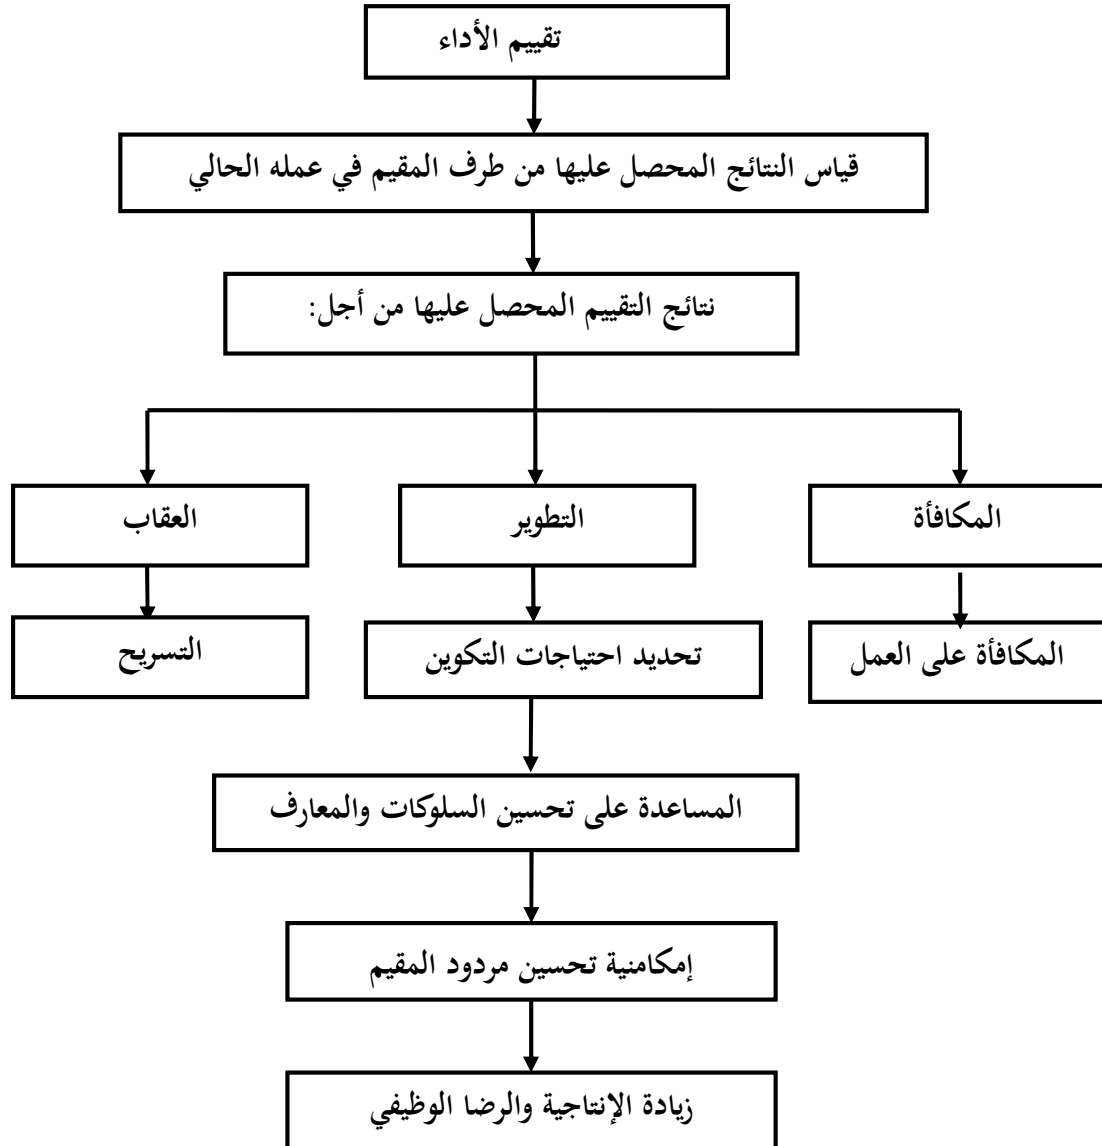 تقييم الأداء
قياس النتائج المحصل عليها من طرف المقيم في عمله الحالي
نتائج التقييم المحصل عليها من أجل:
المكافأة
التطوير
العقاب
المكافأة على العمل
تحديد احتياجات التكوين
التسريح
المساعدة على تحسين السلوكات والمعارف
إمكامنية تحسين مردود المقيم
زيادة الإنتاجية والرضا الوظيفي